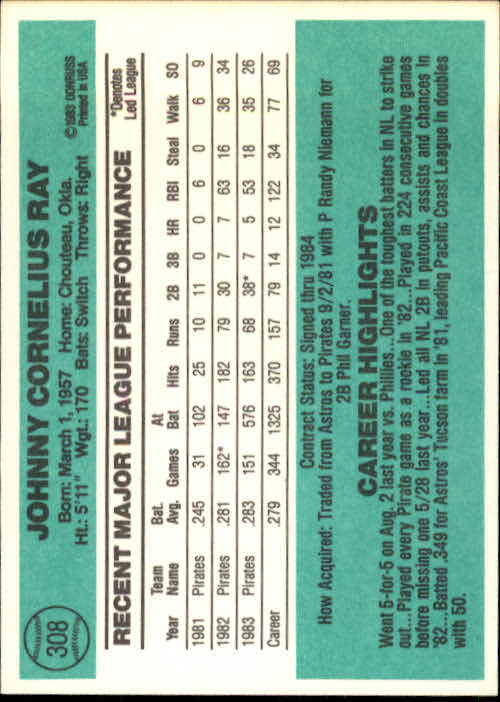 308
JOHNNY CORNELIUS RAY
Born: March 1, 1957 Home: Chouteau, Okla.
Ht.: 5'11" Wgt.: 170 Bats: Switch Throws: Right
©1983 DONRUSS
Printed in USA
RECENT MAJOR LEAGUE PERFORMANCE
*Denotes
Led League
Year Team Name Bat. Avg. Games At Bat Hits Runs 2B 3B HR RBI Steal Walk SO
1981 Pirates .245 31 102 25 10 11 0 0 6 0 6 9
1982 Pirates .281 162* 147 182 79 30 7 7 63 16 36 34
1983 Pirates .283 151 576 163 68 38* 7 5 53 18 35 26
Career .279 344 1325 370 157 79 14 12 122 34 77 69
Contract Status: Signed thru 1984
How Acquired: Traded from Astros to Pirates 9/2/81 with P Randy Niemann for
2B Phil Garner.
CAREER HIGHLIGHTS
Went 5-for-5 on Aug. 2 last year vs. Phillies...One of the toughest batters in NL to strike
out...Played every Pirate game as a rookie in '82...Played in 224 consecutive games
before missing one 5/28 last year...Led all NL 2B in putouts, assists and chances in
'82...Batted .349 for Astros' Tucson farm in '81, leading Pacific Coast League in doubles
with 50.